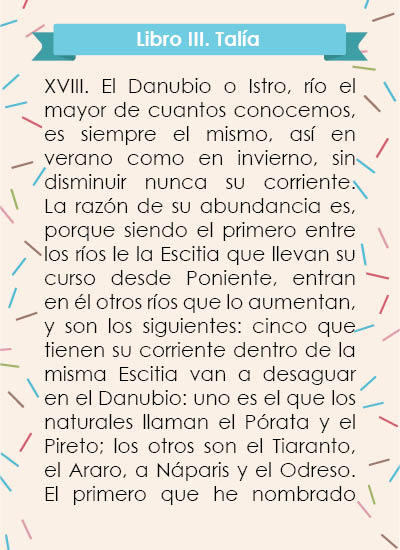 Libro III. Talía
XVIII. El Danubio o Istro, río el
mayor de cuantos conocemos,
es siempre el mismo, así en
verano como en invierno, sin
disminuir nunca su corriente.
La razón de su abundancia es,
porque siendo el primero entre
los ríos le la Escitia que llevan su
curso desde Poniente, entran
en él otros ríos que lo aumentan,
y son los siguientes: cinco que
tienen su corriente dentro de la
misma Escitia van a desaguar
en el Danubio: uno es el que los
naturales llaman el Pórata y el
Pireto; los otros son el Tiaranto,
el Araro, a Náparis y el Odreso.
El primero que he nombrado